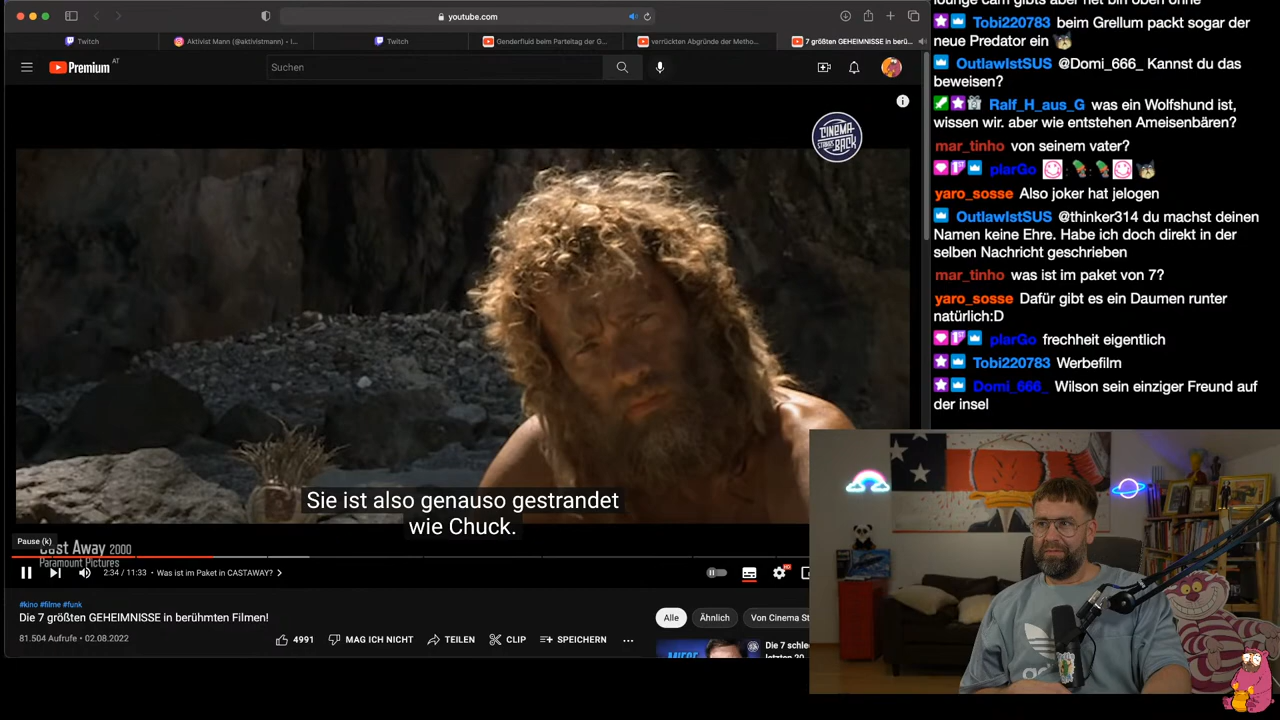 youtube.com
Twitch
Aktivist Mann (@aktivistmann) • I...
Twitch
Genderfluid beim Parteitag der G...
verrückten Abgründe der Metho...
7 größten GEHEIMNISSE in berü...
Premium AT
Suchen
CINEMA
STRIKES
BACK
Sie ist also genauso gestrandet
wie Chuck.
Pause (k)
Cast Away 2000
Paramount Pictures
2:34 / 11:33 • Was ist im Paket in CASTAWAY?
HD
#kino #filme #funk
Die 7 größten GEHEIMNISSE in berühmten Filmen!
81.504 Aufrufe • 02.08.2022
4991
MAG ICH NICHT
TEILEN
CLIP
SPEICHERN
Alle
Ähnlich
Von Cinema St
Die 7 schle
letzten 20
MIESE
lounge cam gibts aber net bin oben ohne
Tobi220783 beim Grellum packt sogar der
neue Predator ein
OutlawIstSUS @Domi_666_ Kannst du das
beweisen?
Ralf_H_aus_G was ein Wolfshund ist,
wissen wir. aber wie entstehen Ameisenbären?
mar_tinho von seinem vater?
plarGo
yaro_sosse Also joker hat jelogen
OutlawIstSUS @thinker314 du machst deinen
Namen keine Ehre. Habe ich doch direkt in der
selben Nachricht geschrieben
mar_tinho was ist im paket von 7?
yaro_sosse Dafür gibt es ein Daumen runter
natürlich:D
plarGo frechheit eigentlich
Tobi220783 Werbefilm
Domi_666_ Wilson sein einziger Freund auf
der insel